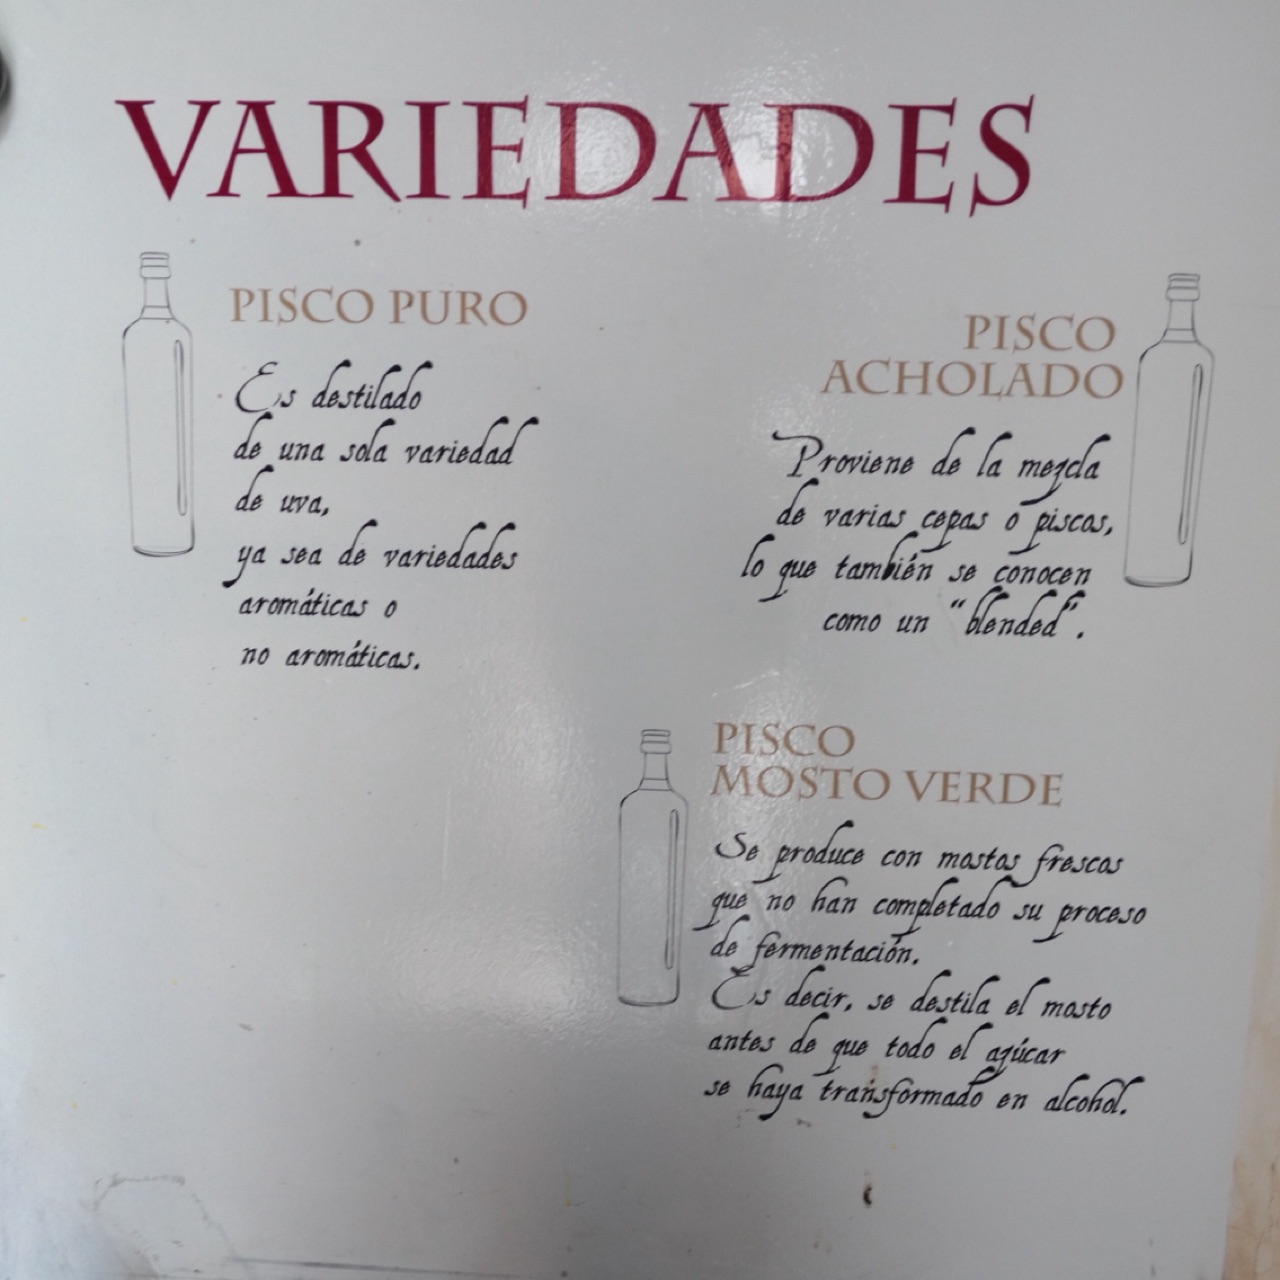 VARIEDADES
PISCO PURO
Es destilado
de una sola variedad
de uva,
ya sea de variedades
aromáticas o
no aromáticas.
PISCO
ACHOLADO
Proviene de la mezcla
de varias cepas o piscos,
lo que también se conocen
como un "blended".
PISCO
MOSTO VERDE
Se produce con mostos frescos
que no han completado su proceso
de fermentación.
Es decir, se destila el mosto
antes de que todo el azúcar
se haya transformado en alcohol.